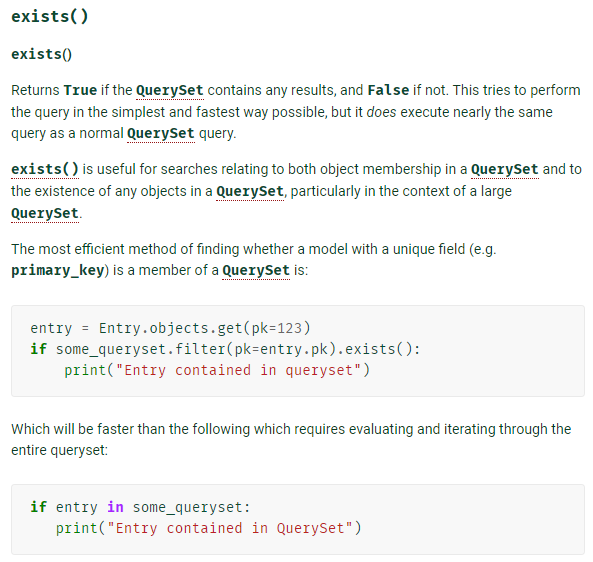 exists()
exists()
Returns True if the QuerySet contains any results, and False if not. This tries to perform
the query in the simplest and fastest way possible, but it does execute nearly the same
query as a normal QuerySet query.
exists() is useful for searches relating to both object membership in a QuerySet and to
the existence of any objects in a QuerySet, particularly in the context of a large
QuerySet.
The most efficient method of finding whether a model with a unique field (e.g.
primary_key) is a member of a QuerySet is:
entry = Entry.objects.get(pk=123)
if some_queryset.filter(pk=entry.pk).exists():
    print("Entry contained in queryset")
Which will be faster than the following which requires evaluating and iterating through the
entire queryset:
if entry in some_queryset:
   print("Entry contained in QuerySet")